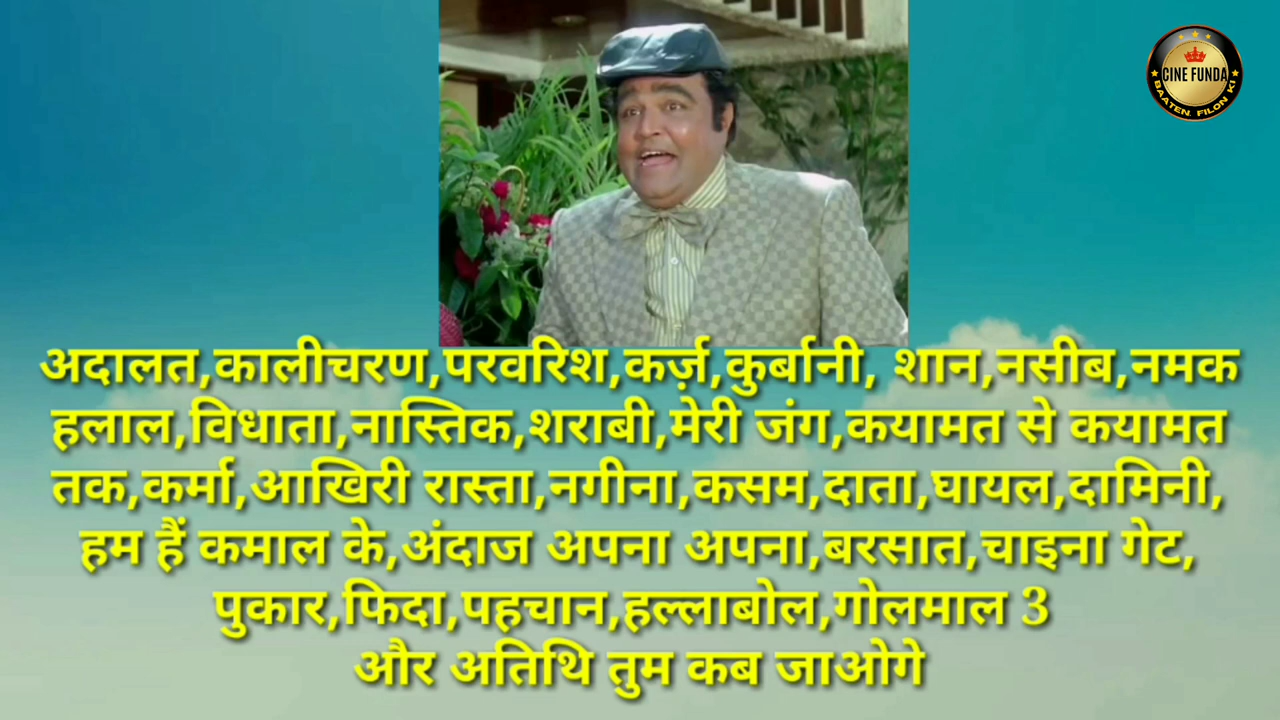 CINE FUNDA
BAATEN. FILON KI
अदालत,कालीचरण,परवरिश,कर्ज़,कुर्बानी, शान,नसीब,नमक
हलाल,विधाता,नास्तिक,शराबी,मेरी जंग,कयामत से कयामत
तक,कर्मा,आखिरी रास्ता,नगीना,कसम,दाता,घायल,दामिनी,
हम हैं कमाल के,अंदाज अपना अपना,बरसात,चाइना गेट,
पुकार,फिदा,पहचान,हल्लाबोल,गोलमाल 3
और अतिथि तुम कब जाओगे